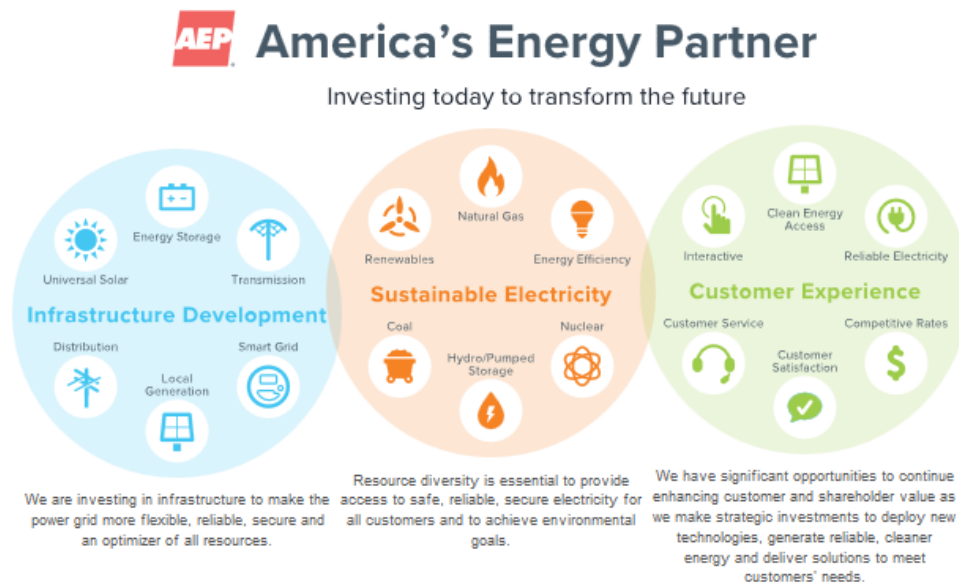 AEP America's Energy Partner
Investing today to transform the future
Energy Storage
Universal Solar
Transmission
Infrastructure Development
Distribution
Smart Grid
Local
Generation
Natural Gas
Renewables
Energy Efficiency
Sustainable Electricity
Coal
Nuclear
Hydro/Pumped
Storage
Clean Energy
Access
Interactive
Reliable Electricity
Customer Experience
Customer Service
Competitive Rates
Customer
Satisfaction
$
We are investing in infrastructure to make the
power grid more flexible, reliable, secure and
an optimizer of all resources.
Resource diversity is essential to provide
access to safe, reliable, secure electricity for
all customers and to achieve environmental
goals.
We have significant opportunities to continue
enhancing customer and shareholder value as
we make strategic investments to deploy new
technologies, generate reliable, cleaner
energy and deliver solutions to meet
customers' needs.